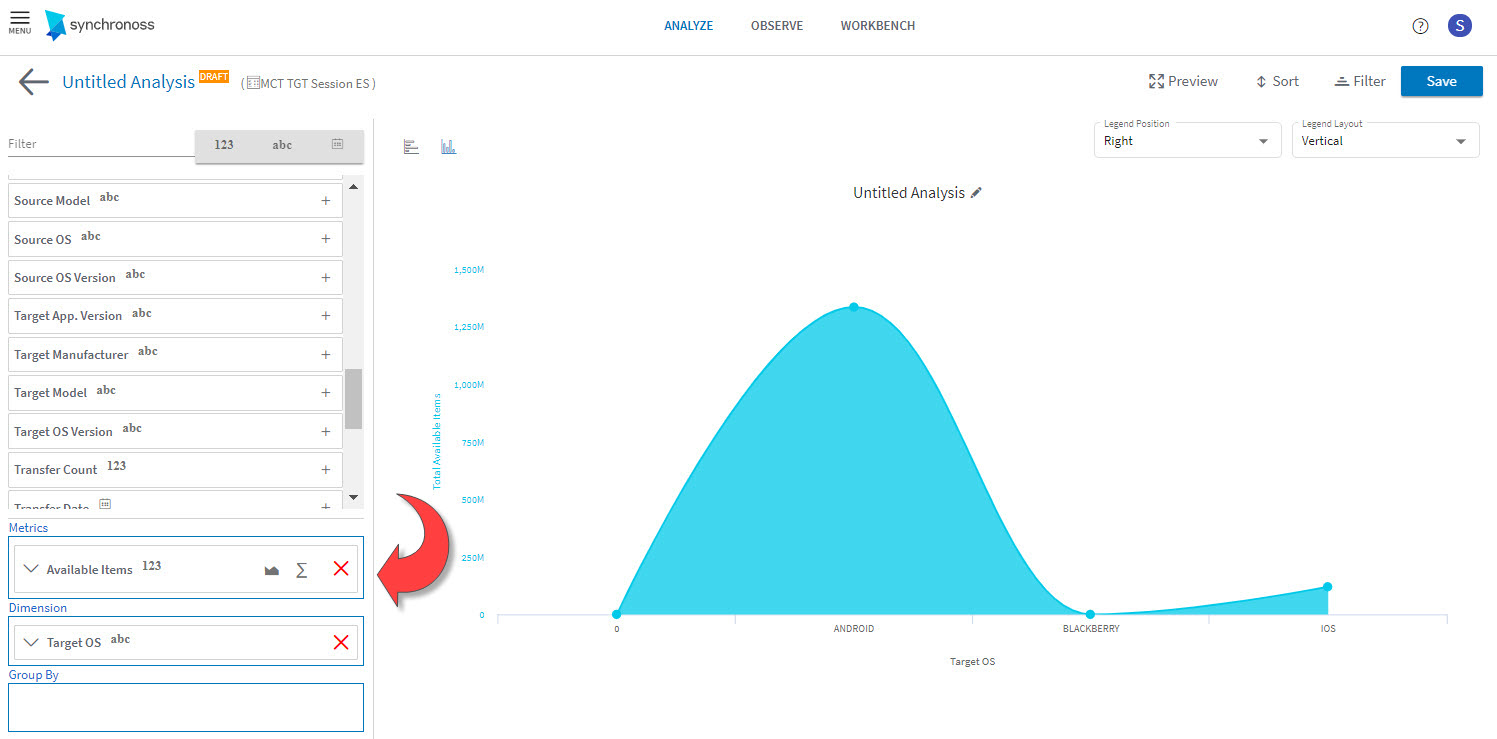 MENU
synchronoss
ANALYZE
OBSERVE
WORKBENCH
?
S
Untitled Analysis DRAFT ( MCT TGT Session ES )
Preview
Sort
Filter
Save
Filter
123
abc
Source Model abc +
Source OS abc +
Source OS Version abc +
Target App. Version abc +
Target Manufacturer abc +
Target Model abc +
Target OS Version abc +
Transfer Count 123 +
Transfer Date +
Metrics
Available Items 123 Σ
Dimension
Target OS abc
Group By
Legend Position
Right
Legend Layout
Vertical
Untitled Analysis
1,500M
1,250M
1,000M
750M
500M
250M
0
Total Available Items
0
ANDROID
BLACKBERRY
IOS
Target OS